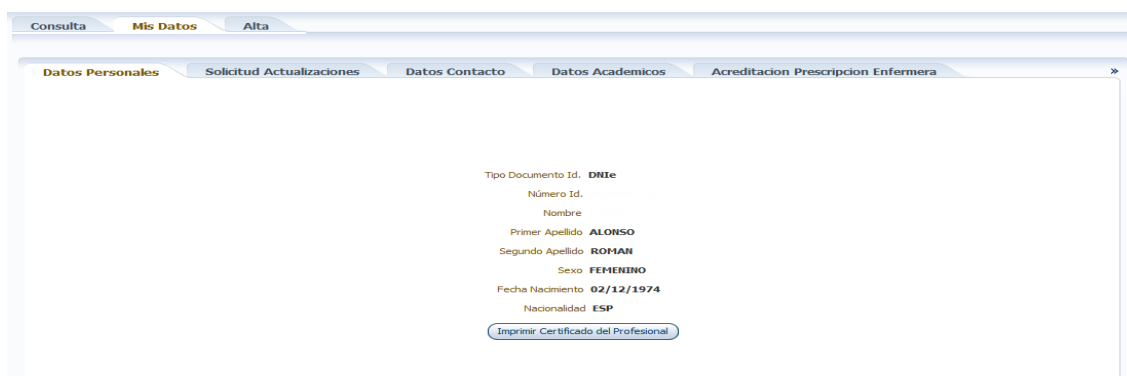 Consulta Mis Datos Alta
Datos Personales Solicitud Actualizaciones Datos Contacto Datos Academicos Acreditacion Prescripcion Enfermera »
Tipo Documento Id. DNIe
Número Id.
Nombre
Primer Apellido ALONSO
Segundo Apellido ROMAN
Sexo FEMENINO
Fecha Nacimiento 02/12/1974
Nacionalidad ESP
Imprimir Certificado del Profesional